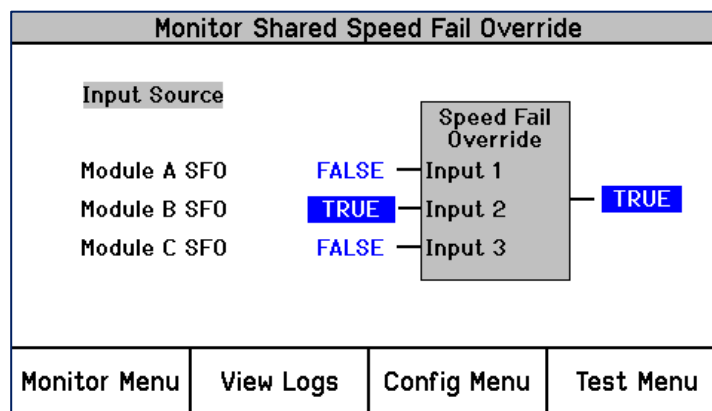 Monitor Shared Speed Fail Override
Input Source
Speed Fail
Override
Module A SFO FALSE Input 1
Module B SFO TRUE Input 2 TRUE
Module C SFO FALSE Input 3
Monitor Menu View Logs Config Menu Test Menu